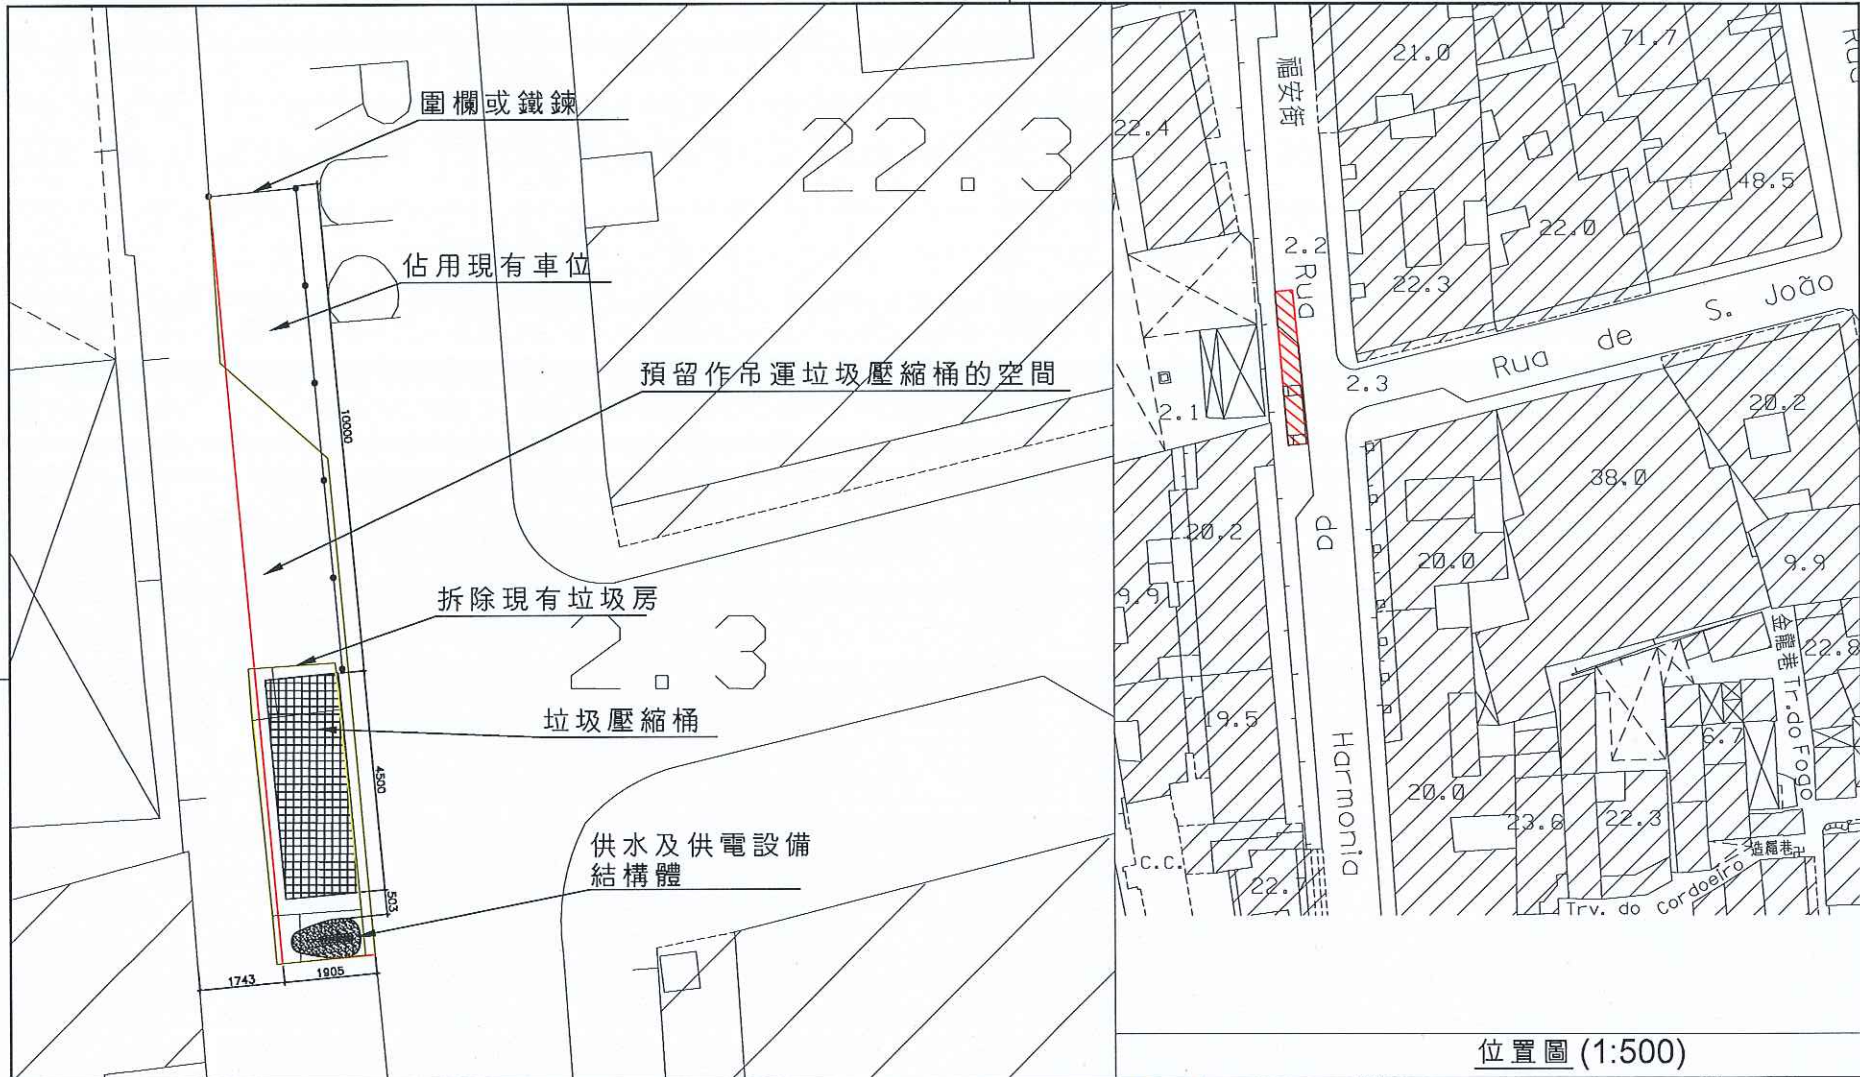 圍欄或鐵鍊
22.3
佔用現有車位
預留作吊運垃圾壓縮桶的空間
10000
拆除現有垃圾房
2.3
垃圾壓縮桶
4500
供水及供電設備
結構體
503
1743
1905
福安街
21.0
71.7
Rua
22.4
48.5
2.2
22.0
Rua
22.3
S. João
de
Rua
2.3
2.1
20.2
38.0
da
20.2
20.0
9.9
9.9
金龍巷 Tr.do Fogo
22.8
19.5
6.7
Harmonia
20.0
23.6
22.3
C.C.
22.7
Trv. do Cordoeiro
位置圖 (1:500)